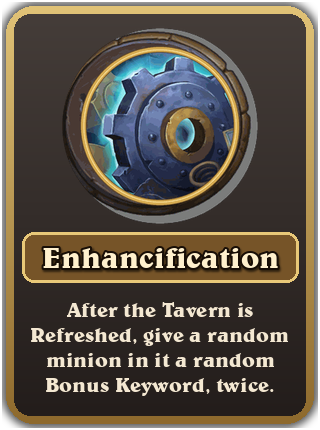 Enhancification
After the Tavern is
Refreshed, give a random
minion in it a random
Bonus Keyword, twice.